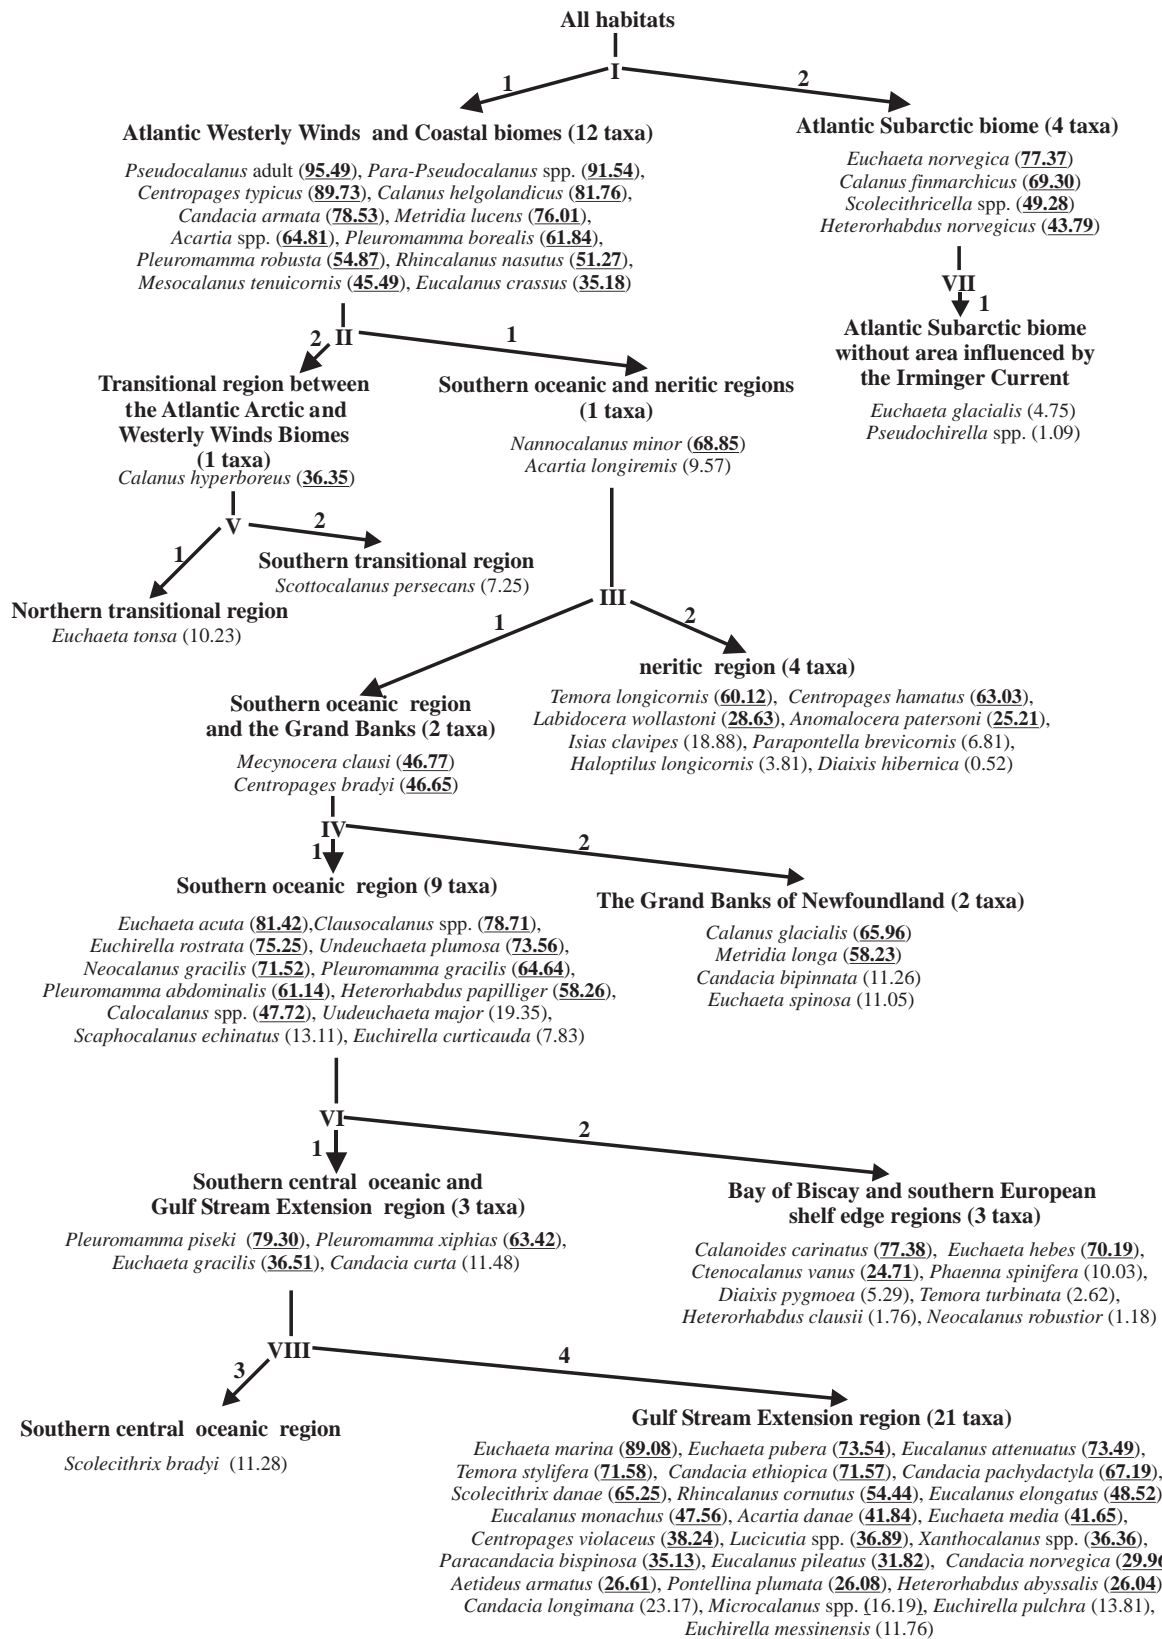 All habitats
I
1
2
Atlantic Westerly Winds and Coastal biomes (12 taxa)
Pseudocalanus adult (95.49), Para-Pseudocalanus spp. (91.54),
Centropages typicus (89.73), Calanus helgolandicus (81.76),
Candacia armata (78.53), Metridia lucens (76.01),
Acartia spp. (64.81), Pleuromamma borealis (61.84),
Pleuromamma robusta (54.87), Rhincalanus nasutus (51.27),
Mesocalanus tenuicornis (45.49), Eucalanus crassus (35.18)
Atlantic Subarctic biome (4 taxa)
Euchaeta norvegica (77.37)
Calanus finmarchicus (69.30)
Scolecithricella spp. (49.28)
Heterorhabdus norvegicus (43.79)
VII
1
Atlantic Subarctic biome
without area influenced by
the Irminger Current
Euchaeta glacialis (4.75)
Pseudochirella spp. (1.09)
II
2
1
Transitional region between
the Atlantic Arctic and
Westerly Winds Biomes
(1 taxa)
Calanus hyperboreus (36.35)
Southern oceanic and neritic regions
(1 taxa)
Nannocalanus minor (68.85)
Acartia longiremis (9.57)
V
1
2
Southern transitional region
Scottocalanus persecans (7.25)
Northern transitional region
Euchaeta tonsa (10.23)
III
1
2
neritic region (4 taxa)
Temora longicornis (60.12), Centropages hamatus (63.03),
Labidocera wollastoni (28.63), Anomalocera patersoni (25.21),
Isias clavipes (18.88), Parapontella brevicornis (6.81),
Haloptilus longicornis (3.81), Diaixis hibernica (0.52)
Southern oceanic region
and the Grand Banks (2 taxa)
Mecynocera clausi (46.77)
Centropages bradyi (46.65)
IV
1
2
Southern oceanic region (9 taxa)
Euchaeta acuta (81.42),Clausocalanus spp. (78.71),
Euchirella rostrata (75.25), Undeuchaeta plumosa (73.56),
Neocalanus gracilis (71.52), Pleuromamma gracilis (64.64),
Pleuromamma abdominalis (61.14), Heterorhabdus papilliger (58.26),
Calocalanus spp. (47.72), Uudeuchaeta major (19.35),
Scaphocalanus echinatus (13.11), Euchirella curticauda (7.83)
The Grand Banks of Newfoundland (2 taxa)
Calanus glacialis (65.96)
Metridia longa (58.23)
Candacia bipinnata (11.26)
Euchaeta spinosa (11.05)
VI
1
2
Southern central oceanic and
Gulf Stream Extension region (3 taxa)
Pleuromamma piseki (79.30), Pleuromamma xiphias (63.42),
Euchaeta gracilis (36.51), Candacia curta (11.48)
Bay of Biscay and southern European
shelf edge regions (3 taxa)
Calanoides carinatus (77.38), Euchaeta hebes (70.19),
Ctenocalanus vanus (24.71), Phaenna spinifera (10.03),
Diaixis pygmoea (5.29), Temora turbinata (2.62),
Heterorhabdus clausii (1.76), Neocalanus robustior (1.18)
VIII
3
4
Southern central oceanic region
Scolecithrix bradyi (11.28)
Gulf Stream Extension region (21 taxa)
Euchaeta marina (89.08), Euchaeta pubera (73.54), Eucalanus attenuatus (73.49),
Temora stylifera (71.58), Candacia ethiopica (71.57), Candacia pachydactyla (67.19),
Scolecithrix danae (65.25), Rhincalanus cornutus (54.44), Eucalanus elongatus (48.52)
Eucalanus monachus (47.56), Acartia danae (41.84), Euchaeta media (41.65),
Centropages violaceus (38.24), Lucicutia spp. (36.89), Xanthocalanus spp. (36.36),
Paracandacia bispinosa (35.13), Eucalanus pileatus (31.82), Candacia norvegica (29.96
Aetideus armatus (26.61), Pontellina plumata (26.08), Heterorhabdus abyssalis (26.04)
Candacia longimana (23.17), Microcalanus spp. (16.19), Euchirella pulchra (13.81),
Euchirella messinensis (11.76)